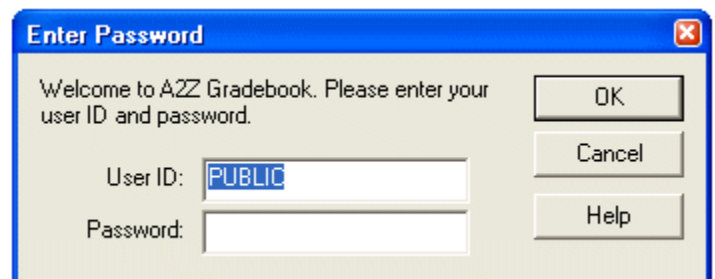 Enter Password
Welcome to A2Z Gradebook. Please enter your
user ID and password.
OK
Cancel
User ID: PUBLIC
Password:
Help